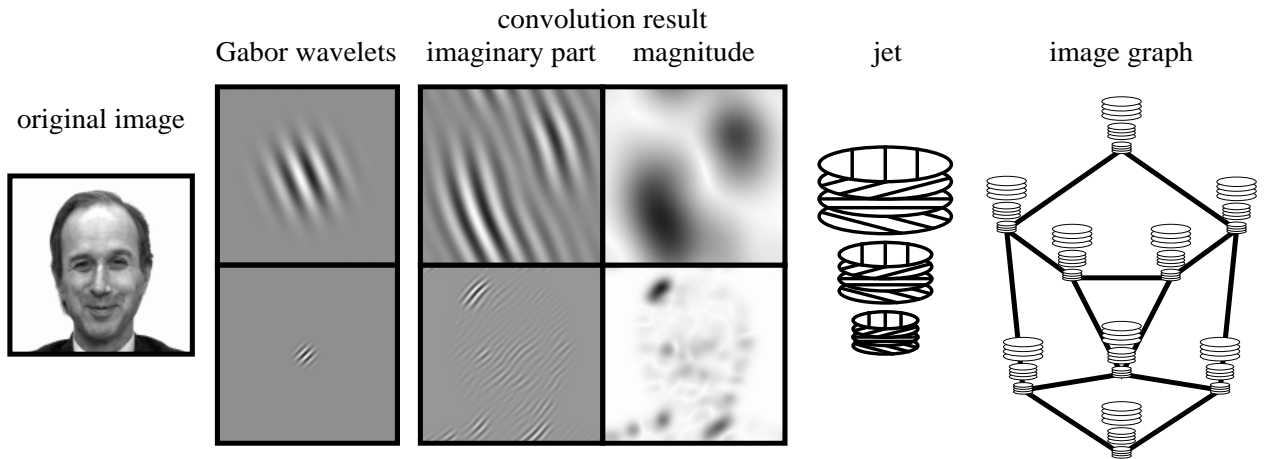 convolution result
Gabor wavelets imaginary part magnitude jet image graph
original image